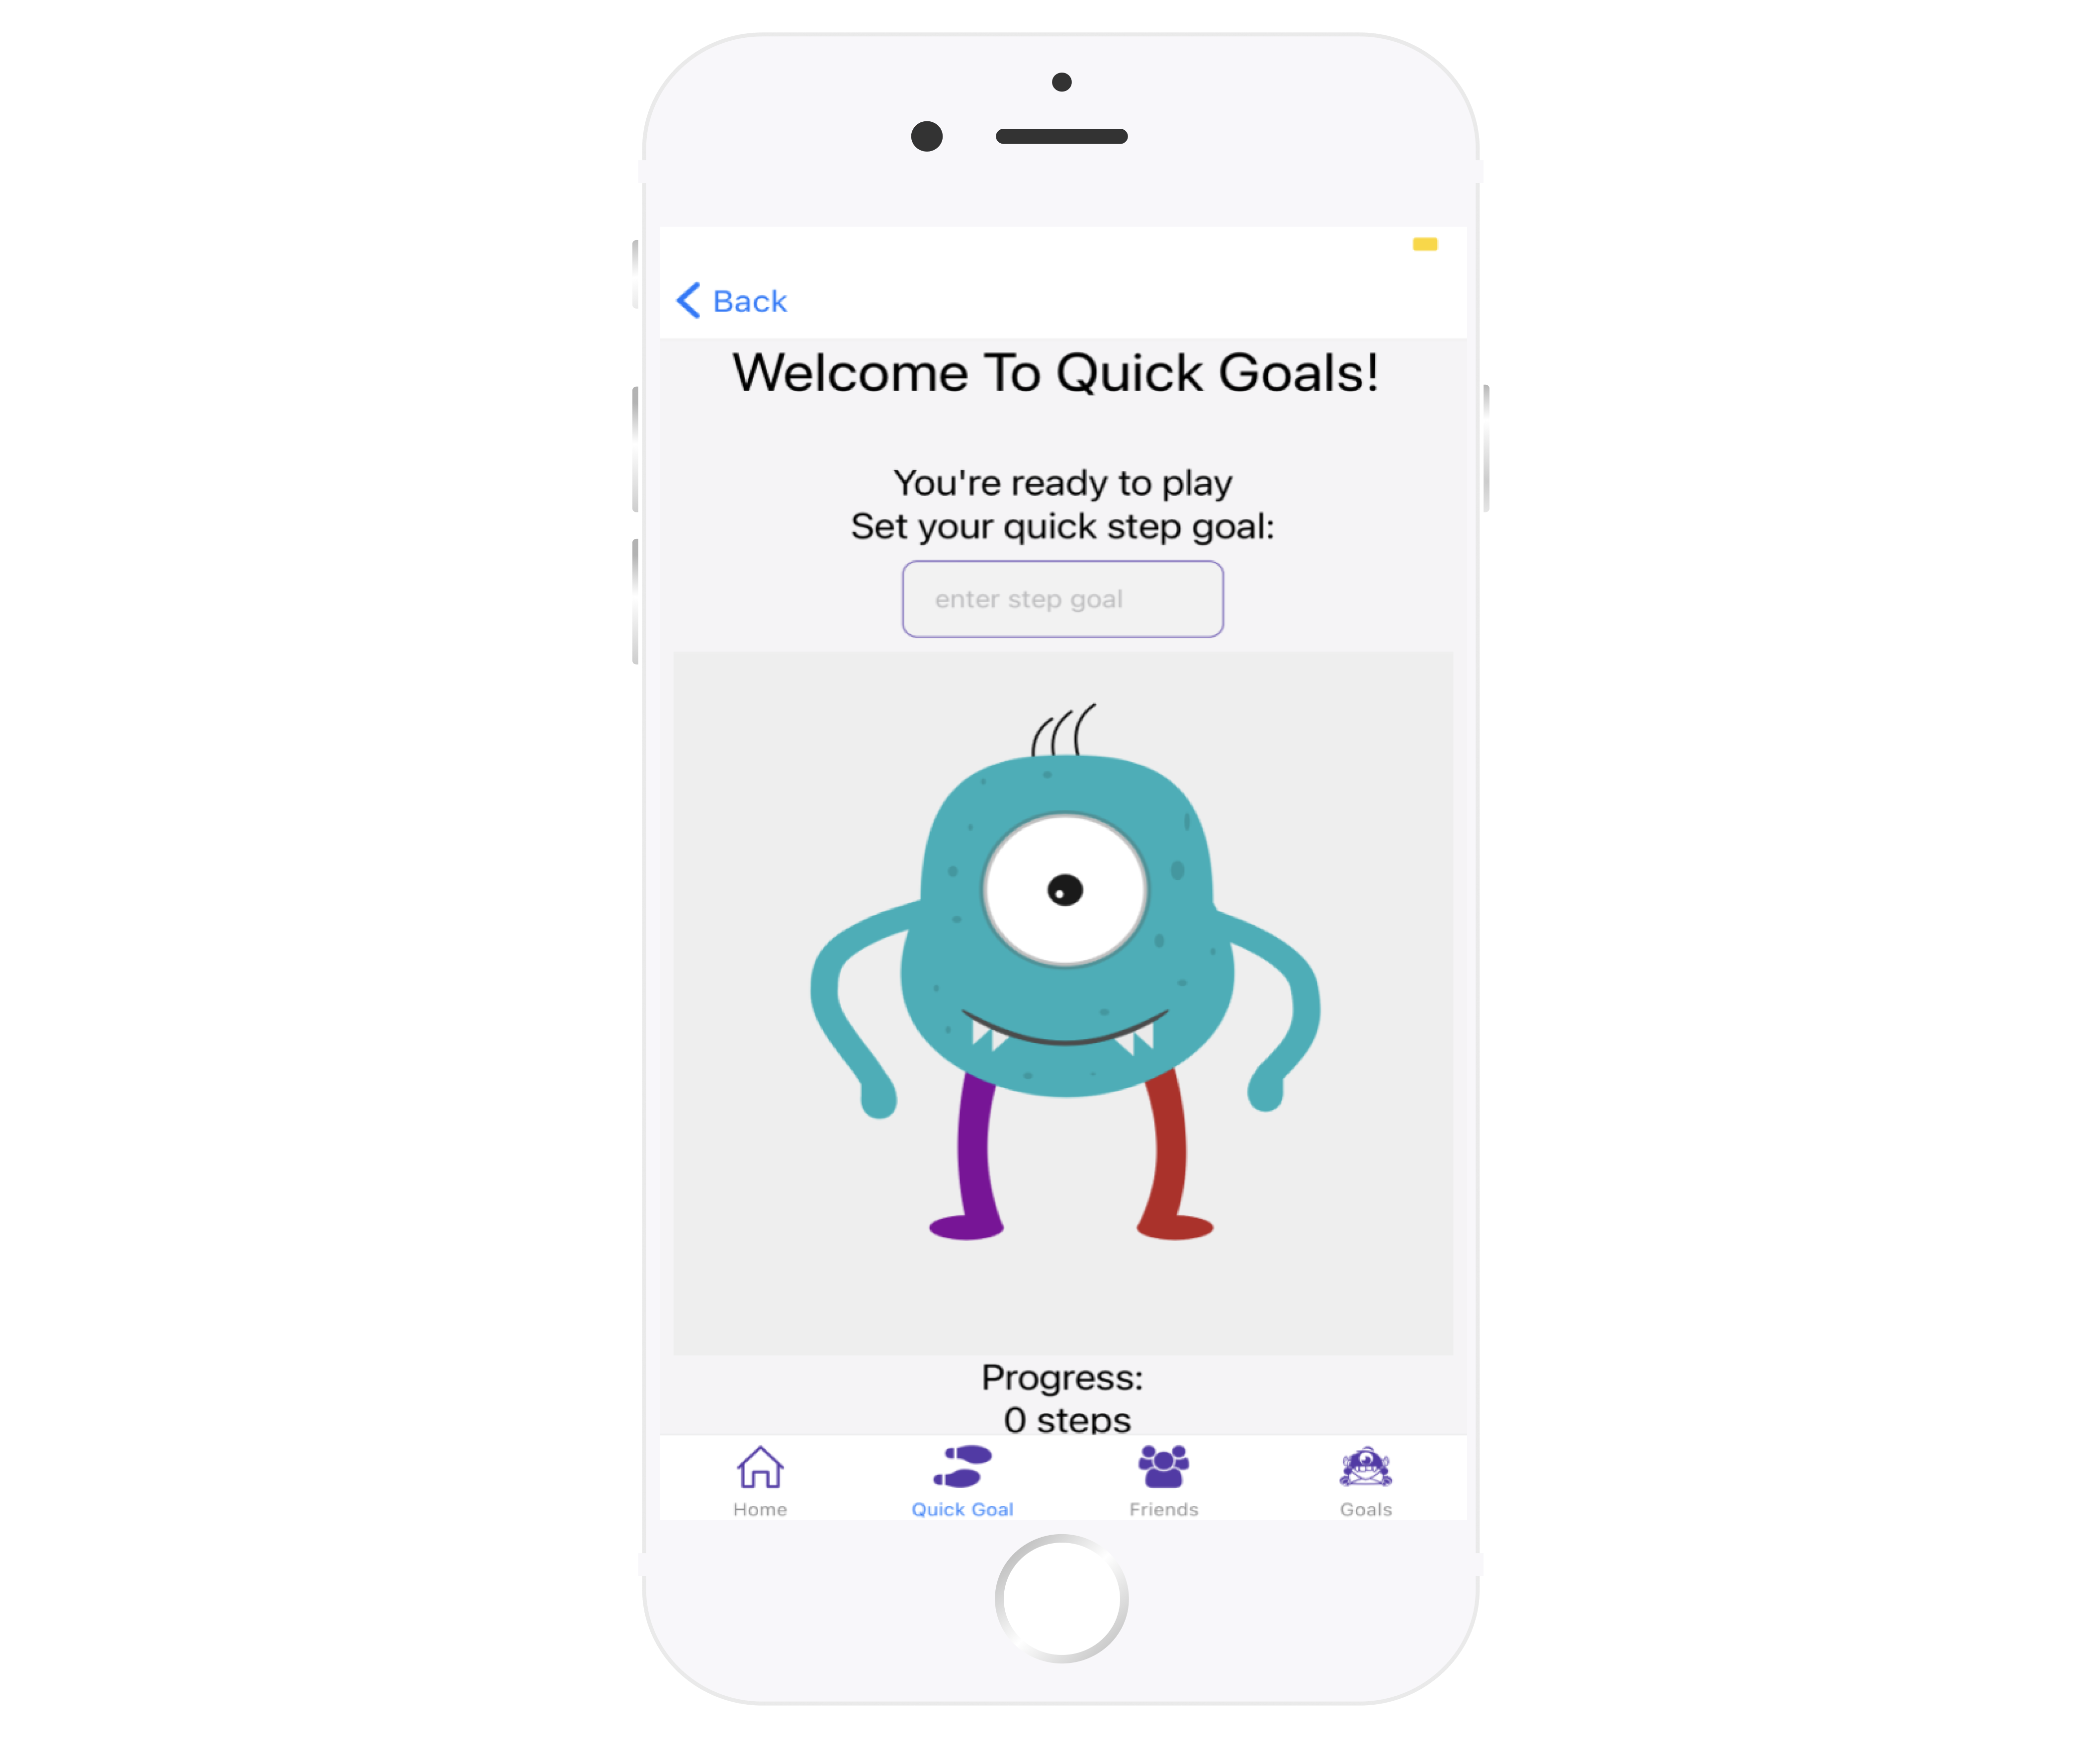 Back
Welcome To Quick Goals!
You're ready to play
Set your quick step goal:
enter step goal
Progress:
0 steps
Home
Quick Goal
Friends
Goals